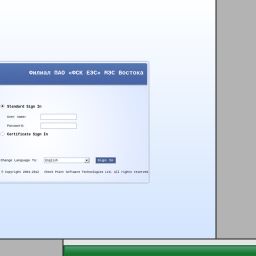 Филиал ПАО «ФСК ЕЭС» МЭС Востока
Standard Sign In
User name:
Password:
Certificate Sign In
Change Language To: English Sign In
© Copyright 2004-2012 Check Point Software Technologies Ltd. All rights reserved.